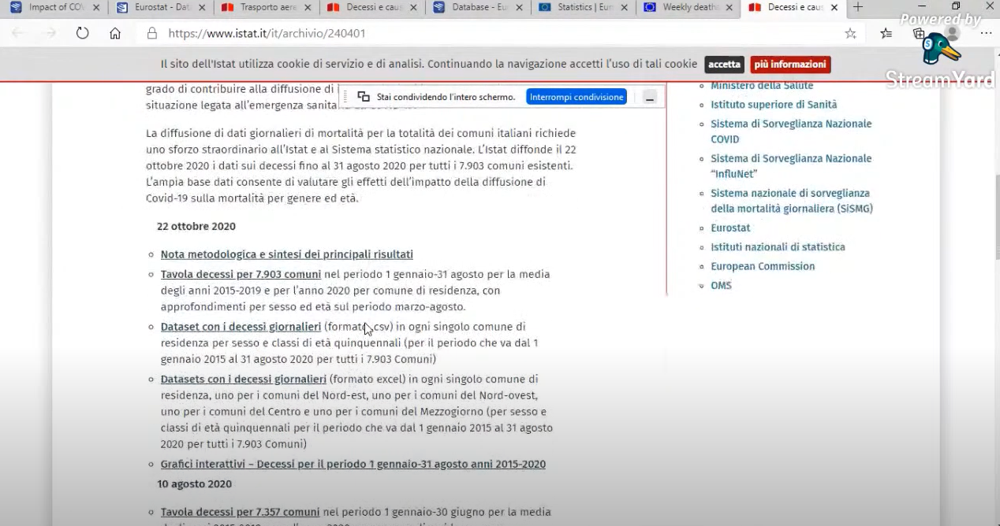 Impact of CO
Eurostat - Dat
Trasporto aere
Decessi e cau
Database - Eu
Statistics | Eu
Weekly death
Decessi e cau
Powered by
StreamYard
https://www.istat.it/it/archivio/240401
Il sito dell'Istat utilizza cookie di servizio e di analisi. Continuando la navigazione accetti l'uso di tali cookie accetta più informazioni
grado di contribuire alla diffusione di
Stai condividendo l'intero schermo. Interrompi condivisione
situazione legata all'emergenza sanita
La diffusione di dati giornalieri di mortalità per la totalità dei comuni italiani richiede
uno sforzo straordinario all'Istat e al Sistema statistico nazionale. L'Istat diffonde il 22
ottobre 2020 i dati sui decessi fino al 31 agosto 2020 per tutti i 7.903 comuni esistenti.
L'ampia base dati consente di valutare gli effetti dell'impatto della diffusione di
Covid-19 sulla mortalità per genere ed età.
22 ottobre 2020
Nota metodologica e sintesi dei principali risultati
Tavola decessi per 7.903 comuni nel periodo 1 gennaio-31 agosto per la media
degli anni 2015-2019 e per l'anno 2020 per comune di residenza, con
approfondimenti per sesso ed età sul periodo marzo-agosto.
Dataset con i decessi giornalieri (formato .csv) in ogni singolo comune di
residenza per sesso e classi di età quinquennali (per il periodo che va dal 1
gennaio 2015 al 31 agosto 2020 per tutti i 7.903 Comuni)
Datasets con i decessi giornalieri (formato excel) in ogni singolo comune di
residenza, uno per i comuni del Nord-est, uno per i comuni del Nord-ovest,
uno per i comuni del Centro e uno per i comuni del Mezzogiorno (per sesso e
classi di età quinquennali per il periodo che va dal 1 gennaio 2015 al 31 agosto
2020 per tutti i 7.903 Comuni)
Grafici interattivi – Decessi per il periodo 1 gennaio-31 agosto anni 2015-2020
10 agosto 2020
Tavola decessi per 7.357 comuni nel periodo 1 gennaio-30 giugno per la media
Ministero della Salute
Istituto superiore di Sanità
Sistema di Sorveglianza Nazionale
COVID
Sistema di Sorveglianza Nazionale
“InfluNet”
Sistema nazionale di sorveglianza
della mortalità giornaliera (SiSMG)
Eurostat
Istituti nazionali di statistica
European Commission
OMS